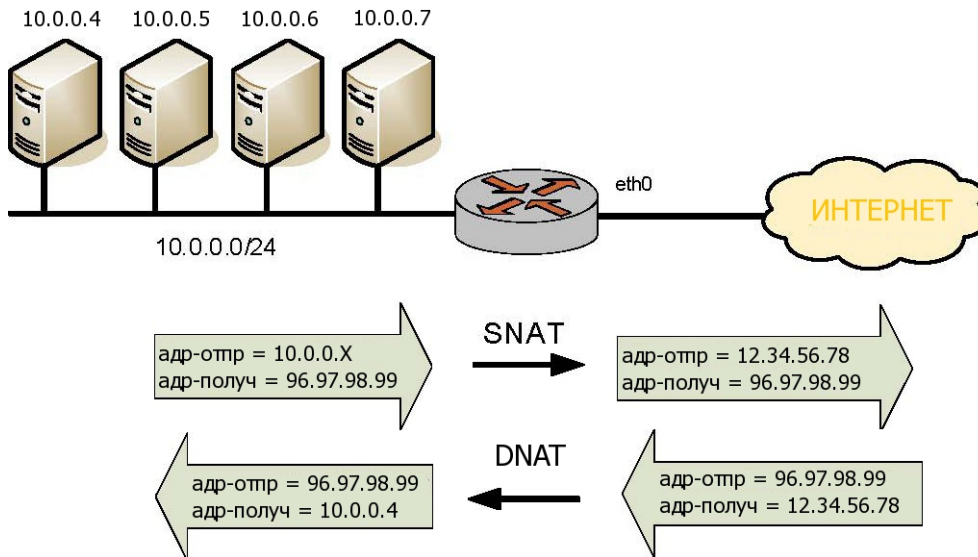 10.0.0.4
10.0.0.5
10.0.0.6
10.0.0.7
eth0
ИНТЕРНЕТ
10.0.0.0/24
SNAT
адр-отпр = 10.0.0.X
адр-получ = 96.97.98.99
адр-отпр = 12.34.56.78
адр-получ = 96.97.98.99
DNAT
адр-отпр = 96.97.98.99
адр-получ = 10.0.0.4
адр-отпр = 96.97.98.99
адр-получ = 12.34.56.78